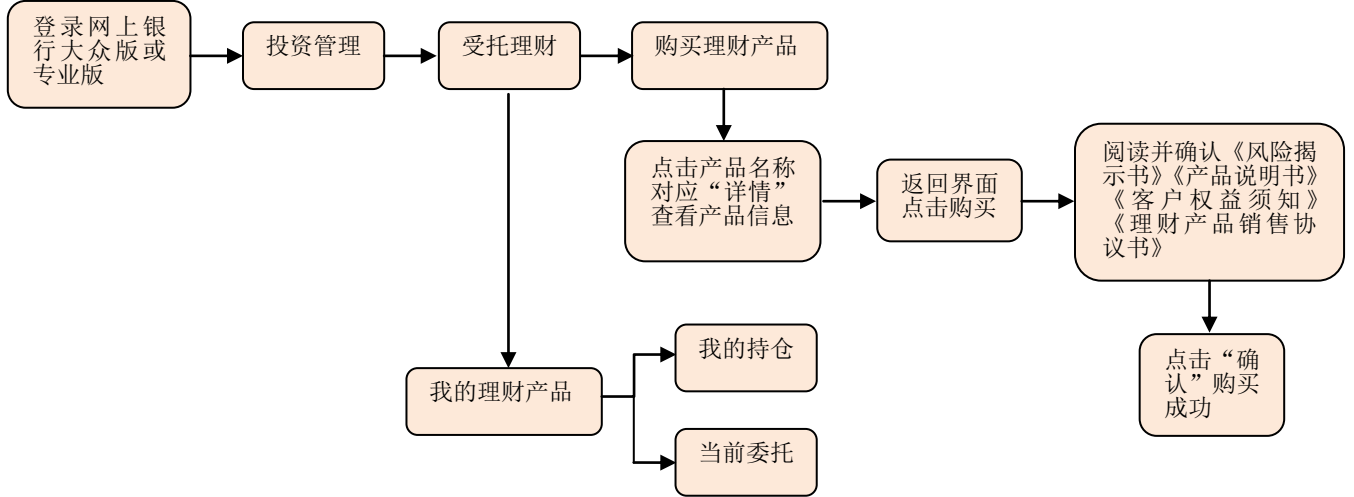 登录网上银
行大众版或
专业版
投资管理
受托理财
购买理财产品
点击产品名称
对应“详情”
查看产品信息
返回界面
点击购买
阅读并确认《风险揭
示书》《产品说明书》
《客户权益须知》
《理财产品销售协
议书》
点击“确
认”购买
成功
我的理财产品
我的持仓
当前委托